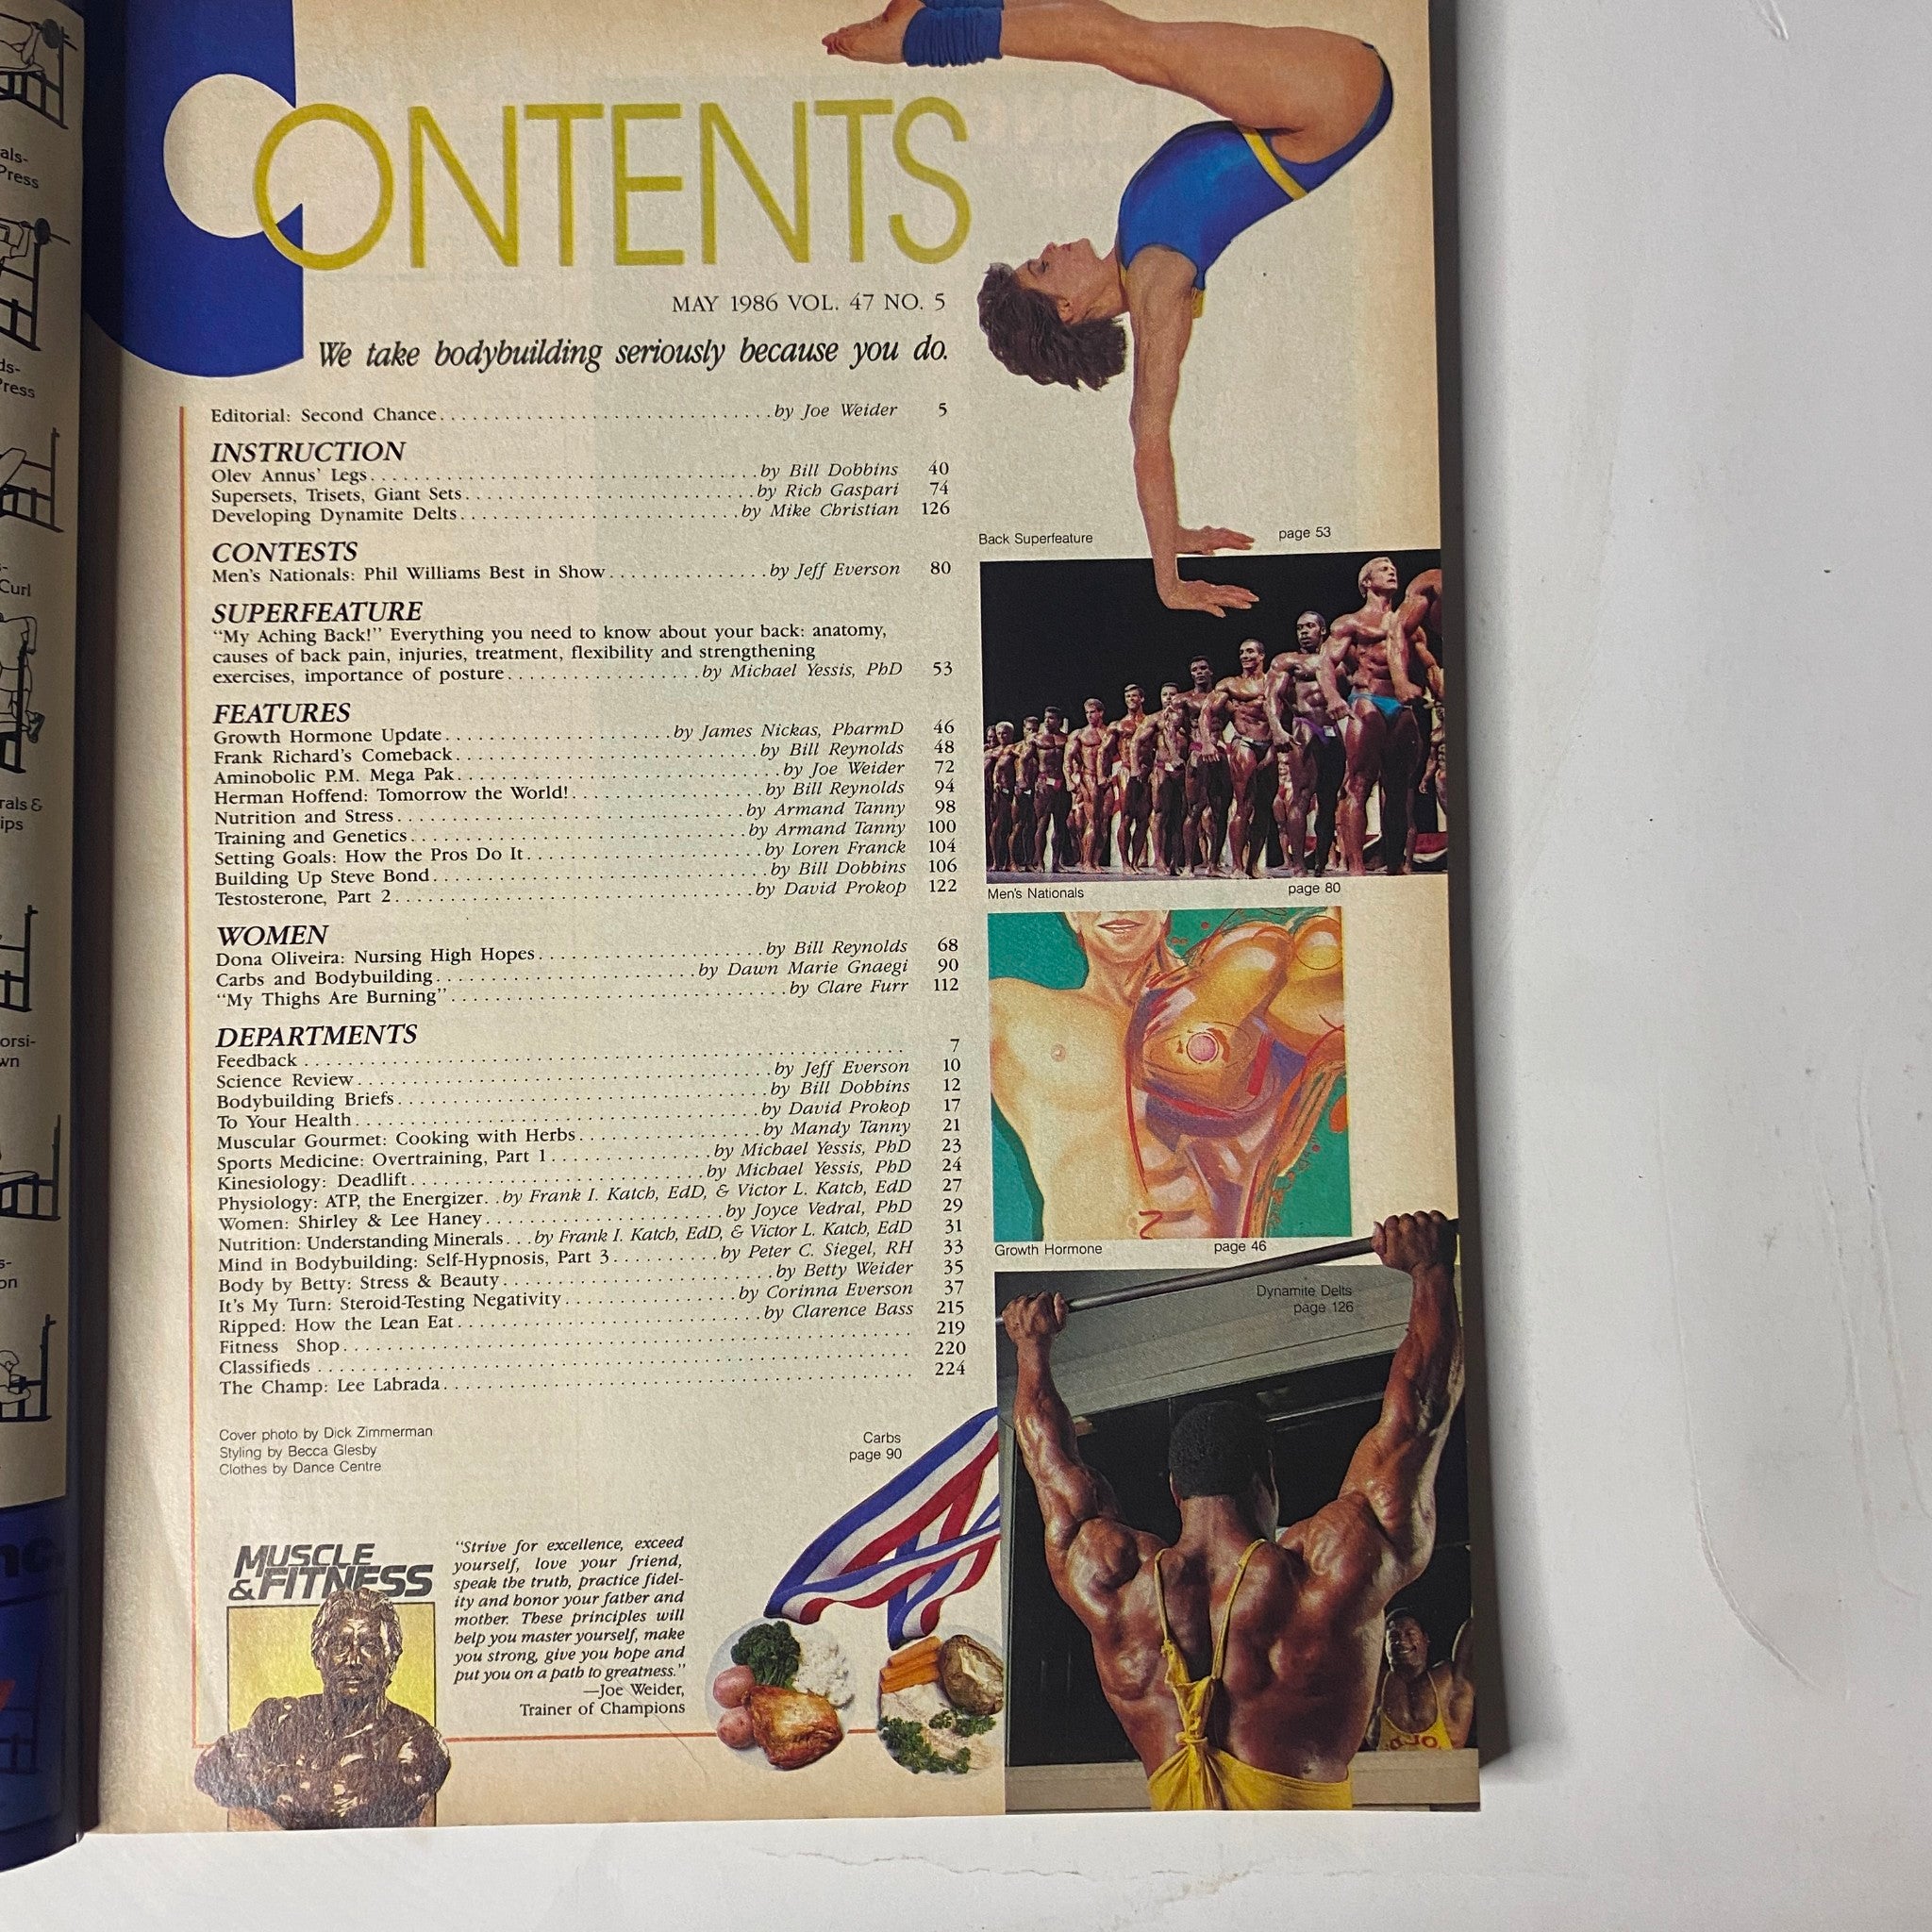 CONTENTS
MAY 1986 VOL. 47 NO. 5
We take bodybuilding seriously because you do.
Editorial: Second Chance by Joe Weider 5
INSTRUCTION
Olev Annus' Legs by Bill Dobbins 40
Supersets, Trisets, Giant Sets by Rich Gaspari 74
Developing Dynamite Delts by Mike Christian 126
CONTESTS
Men's Nationals: Phil Williams Best in Show by Jeff Everson 80
SUPERFEATURE
"My Aching Back!" Everything you need to know about your back: anatomy,
causes of back pain, injuries, treatment, flexibility and strengthening
exercises, importance of posture by Michael Yessis, PhD 53
FEATURES
Growth Hormone Update by James Nickas, PharmD 46
Frank Richard's Comeback by Bill Reynolds 48
Aminobolic P.M. Mega Pak by Joe Weider 72
Herman Hoffend: Tomorrow the World! by Bill Reynolds 94
Nutrition and Stress by Armand Tanny 98
Training and Genetics by Armand Tanny 100
Setting Goals: How the Pros Do It by Loren Franck 104
Building Up Steve Bond by Bill Dobbins 106
Testosterone, Part 2 by David Prokop 122
WOMEN
Dona Oliveira: Nursing High Hopes by Bill Reynolds 68
Carbs and Bodybuilding by Dawn Marie Gnaegi 90
"My Thighs Are Burning" by Clare Furr 112
DEPARTMENTS
Feedback 7
Science Review by Jeff Everson 10
Bodybuilding Briefs by Bill Dobbins 12
To Your Health by David Prokop 17
Muscular Gourmet: Cooking with Herbs by Mandy Tanny 21
Sports Medicine: Overtraining, Part 1 by Michael Yessis, PhD 23
Kinesiology: Deadlift by Michael Yessis, PhD 24
Physiology: ATP, the Energizer by Frank I. Katch, EdD, & Victor L. Katch, EdD 27
Women: Shirley & Lee Haney by Joyce Vedral, PhD 29
Nutrition: Understanding Minerals by Frank I. Katch, EdD, & Victor L. Katch, EdD 31
Mind in Bodybuilding: Self-Hypnosis, Part 3 by Peter C. Siegel, RH 33
Body by Betty: Stress & Beauty by Betty Weider 35
It's My Turn: Steroid-Testing Negativity by Corinna Everson 37
Ripped: How the Lean Eat by Clarence Bass 215
Fitness Shop 219
Classifieds 220
The Champ: Lee Labrada 224
Cover photo by Dick Zimmerman
Styling by Becca Glesby
Clothes by Dance Centre
Carbs
page 90
MUSCLE
& FITNESS
"Strive for excellence, exceed
yourself, love your friend,
speak the truth, practice fidel-
ity and honor your father and
mother. These principles will
help you master yourself, make
you strong, give you hope and
put you on a path to greatness."
—Joe Weider,
Trainer of Champions
Back Superfeature page 53
Men's Nationals page 80
Growth Hormone page 46
Dynamite Delts
page 126
als-
Press
ds-
Press
Curl
rals &
ips
orsi-
wn
s-
on